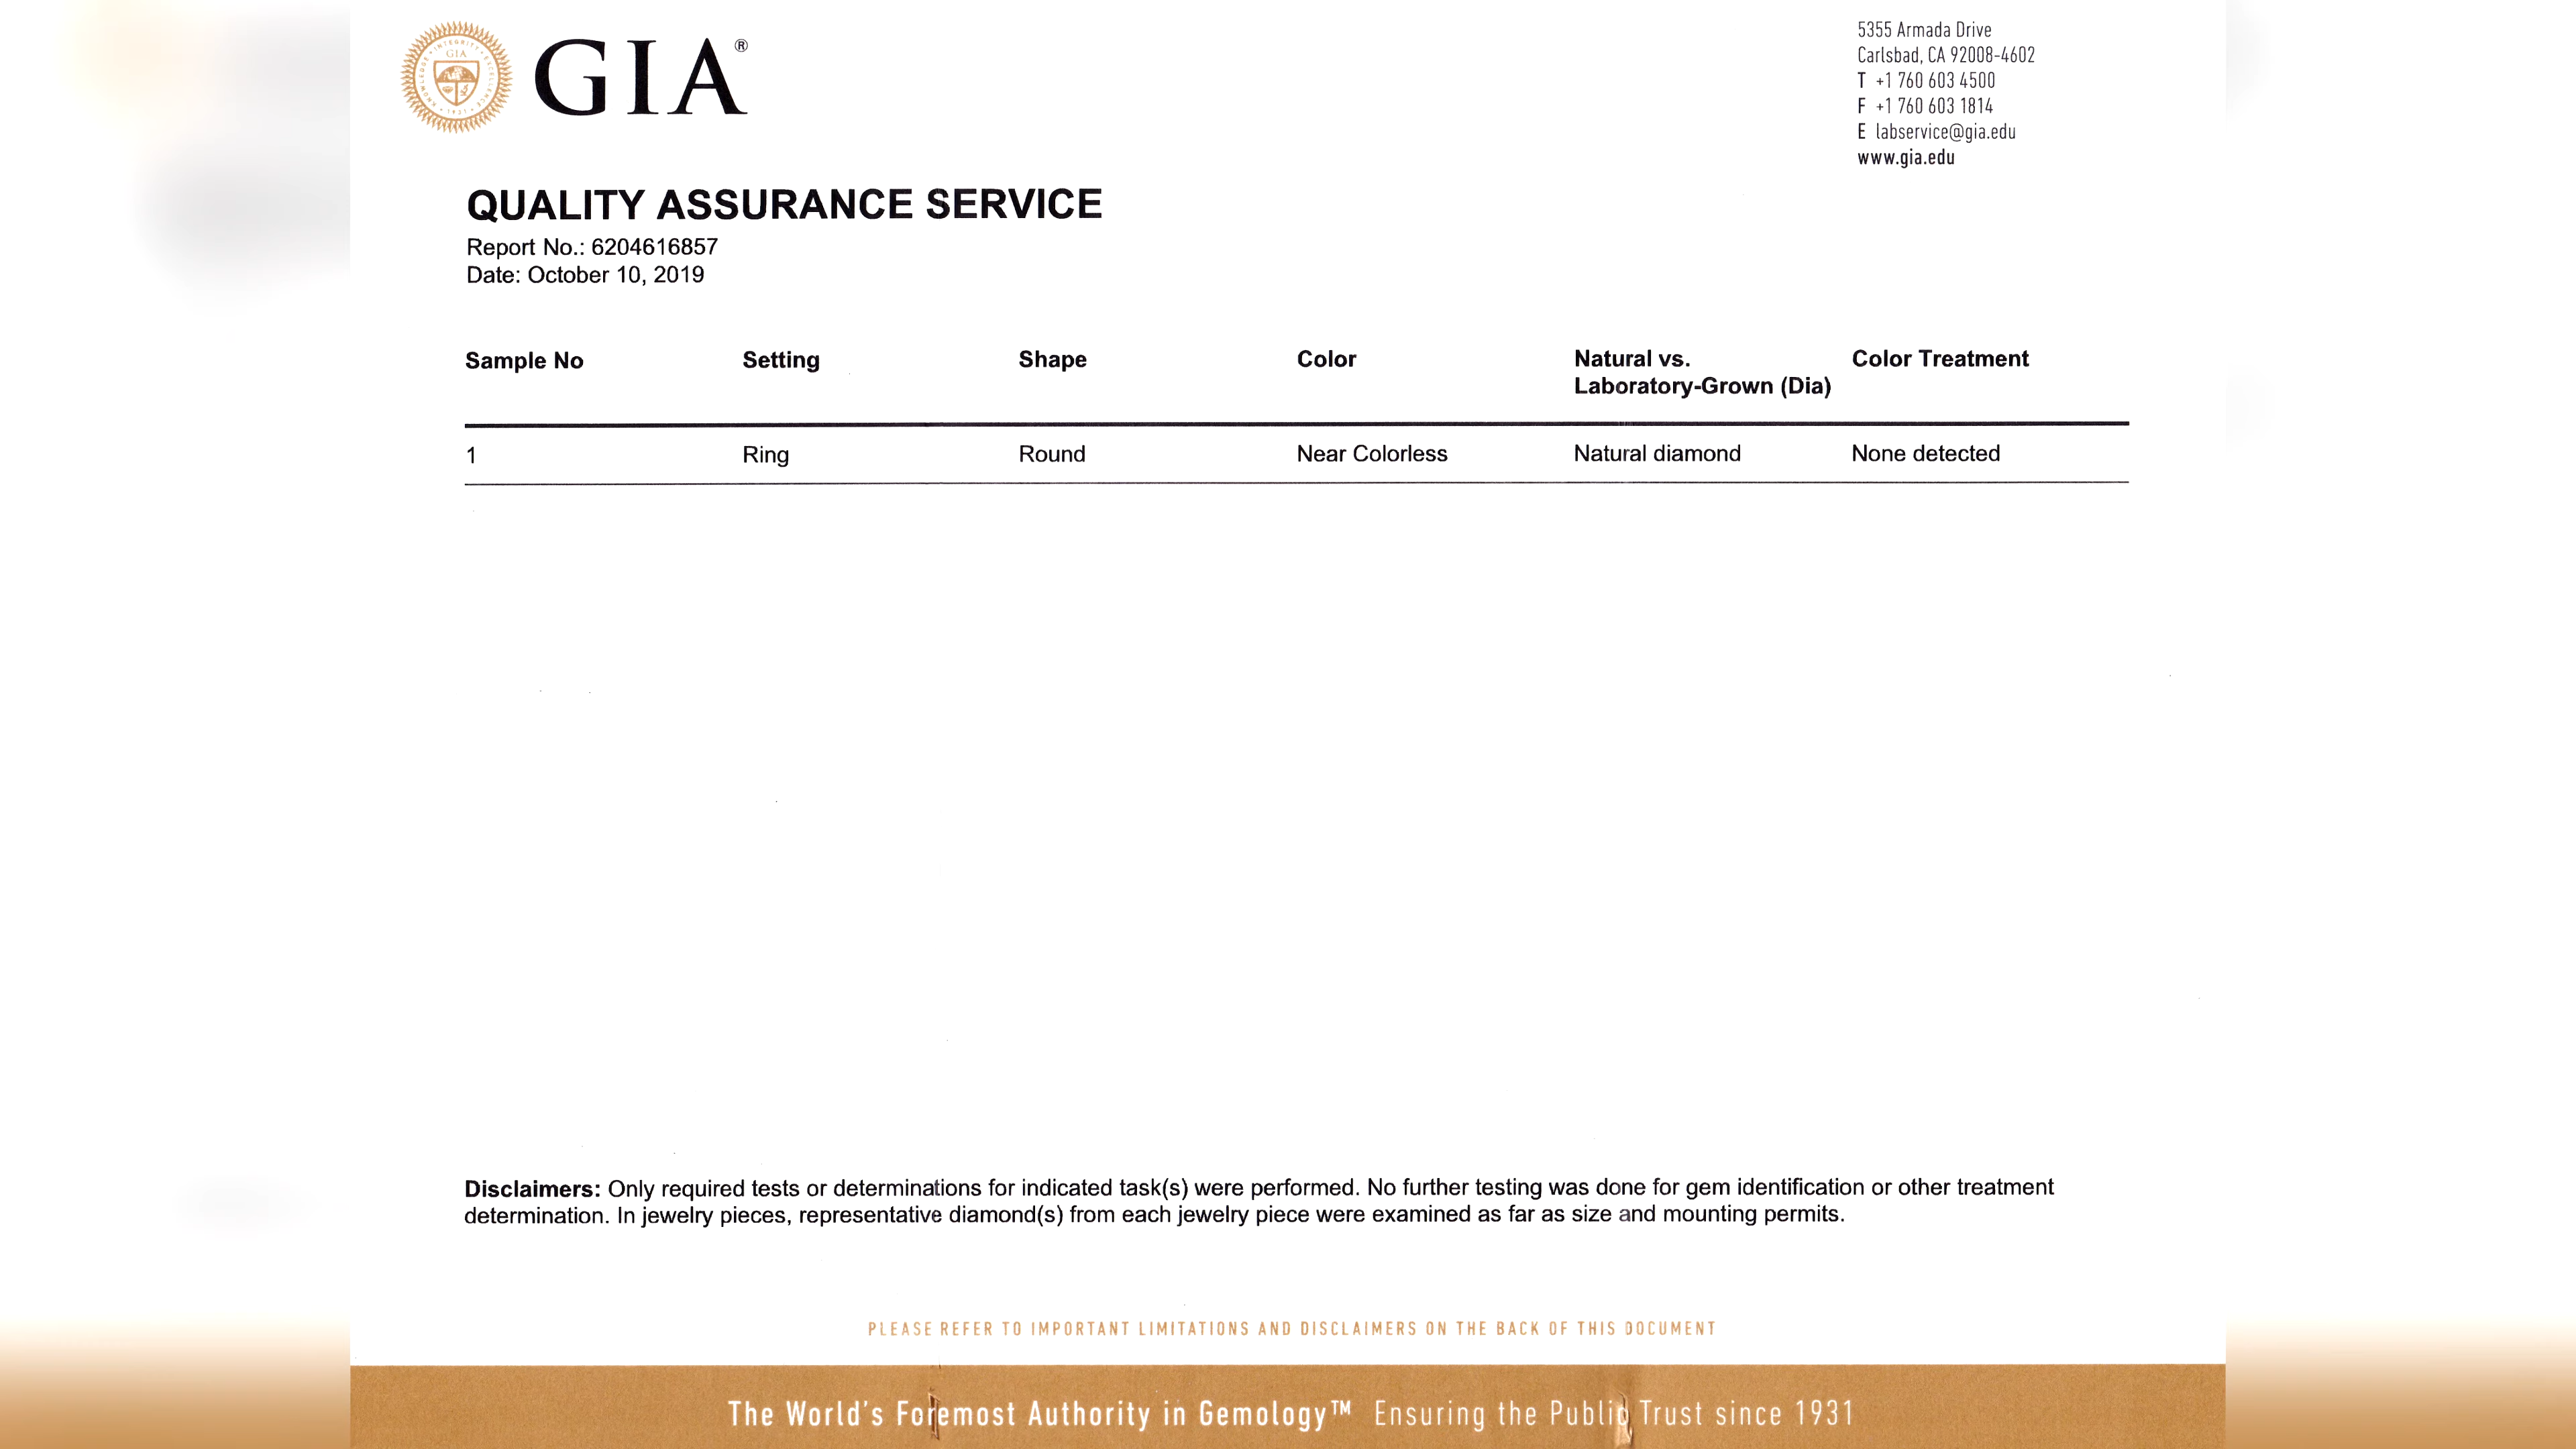 GIA®
5355 Armada Drive
Carlsbad, CA 92008-4602
T +1 760 603 4500
F +1 760 603 1814
E labservice@gia.edu
www.gia.edu
QUALITY ASSURANCE SERVICE
Report No.: 6204616857
Date: October 10, 2019
Sample No Setting Shape Color Natural vs. Laboratory-Grown (Dia) Color Treatment
1 Ring Round Near Colorless Natural diamond None detected
Disclaimers: Only required tests or determinations for indicated task(s) were performed. No further testing was done for gem identification or other treatment
determination. In jewelry pieces, representative diamond(s) from each jewelry piece were examined as far as size and mounting permits.
PLEASE REFER TO IMPORTANT LIMITATIONS AND DISCLAIMERS ON THE BACK OF THIS DOCUMENT
The World's Foremost Authority in Gemology™ Ensuring the Public Trust since 1931